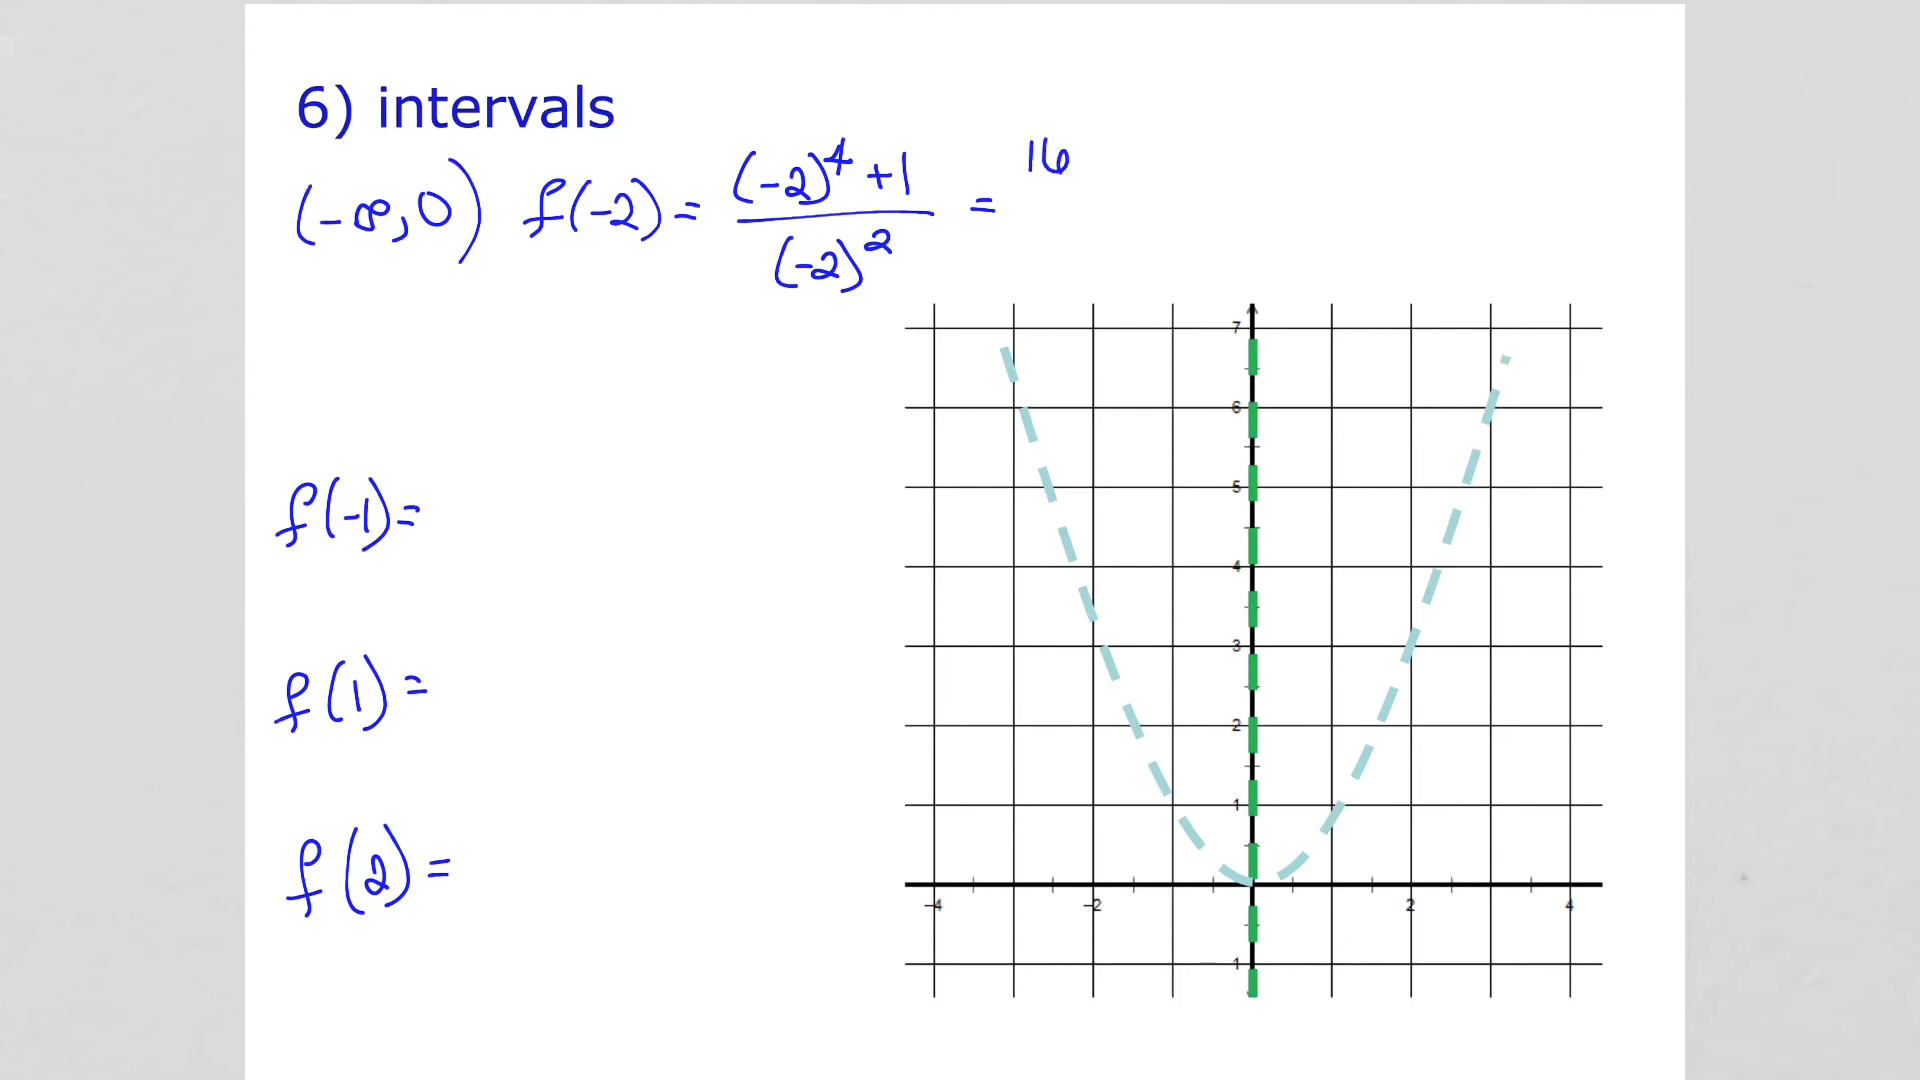 6) intervals
(-∞,0) f(-2) = ((-2)^4 + 1)/((-2)^2) = 16
f(-1) =
f(1) =
f(2) =
7
6
5
4
3
2
1
-4 -2 2 4
1